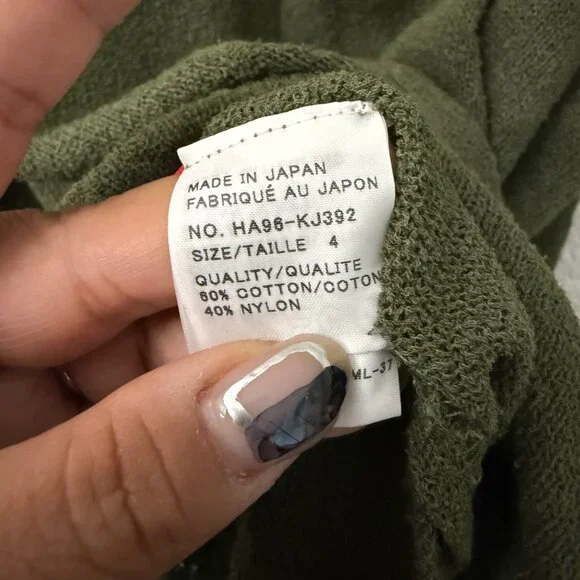 MADE IN JAPAN
FABRIQUÉ AU JAPON
NO. HA96-KJ392
SIZE/TAILLE 4
QUALITY/QUALITE
60% COTTON/COTON
40% NYLON
ML-37